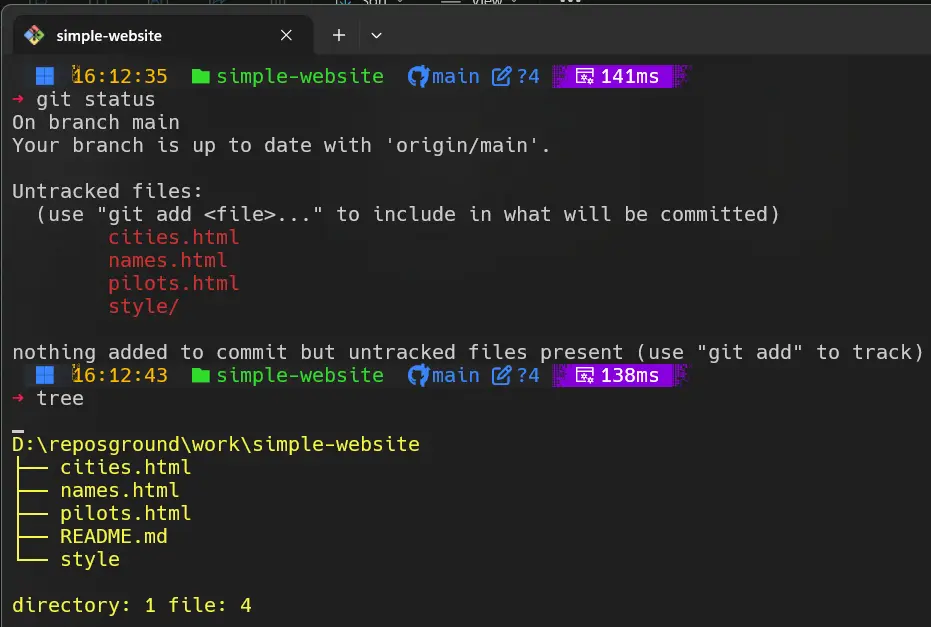 simple-website
16:12:35 simple-website main ?4 141ms
→ git status
On branch main
Your branch is up to date with 'origin/main'.
Untracked files:
(use "git add <file>..." to include in what will be committed)
cities.html
names.html
pilots.html
style/
nothing added to commit but untracked files present (use "git add" to track)
16:12:43 simple-website main ?4 138ms
→ tree
D:\reposground\work\simple-website
├── cities.html
├── names.html
├── pilots.html
├── README.md
└── style
directory: 1 file: 4